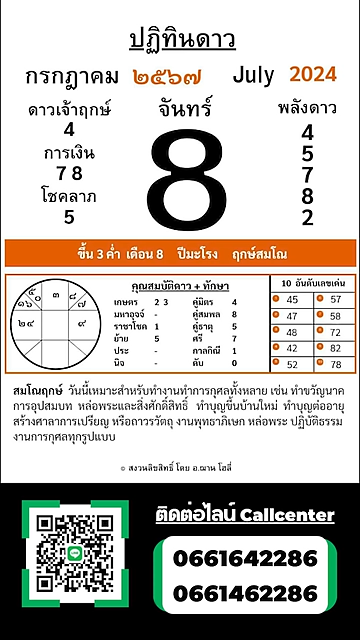 ปฏิทินดาว
กรกฎาคม ๒๕๖๗ July 2024
ดาวเจ้าฤกษ์ จันทร์ พลังดาว
4 8 4
การเงิน 5
7 8 7
โชคลาภ 8
5 2
ขึ้น 3 ค่ำ เดือน 8 ปีมะโรง ฤกษ์สมโณ
คุณสมบัติดาว + ทักษา
เกษตร 2 3 คู่มิตร 4
มหาอุจจ์ - คู่สมพล 8
ราชาโชค 1 คู่ธาตุ 5
อ้าย 5 ศรี 7
ประ - กาลกิณี 1
นิจ - ดับ 0
10 อันดับเลขเด่น
45 57
47 58
48 72
42 82
52 78
๓ ๘ ๗
๒๔ ๙
สมโณฤกษ์ วันนี้เหมาะสำหรับทำงานทำการกุศลทั้งหลาย เช่น ทำขวัญนาค
การอุปสมบท หล่อพระและสิ่งศักดิ์สิทธิ์ ทำบุญขึ้นบ้านใหม่ ทำบุญต่ออายุ
สร้างศาลาการเปรียญ หรือถาวรวัตถุ งานพุทธาภิเษก หล่อพระ ปฏิบัติธรรม
งานการกุศลทุกรูปแบบ
© สงวนลิขสิทธิ์ โดย อ.ฌาน โฮลี่
ติดต่อไลน์ Callcenter
0661642286
0661462286
LINE